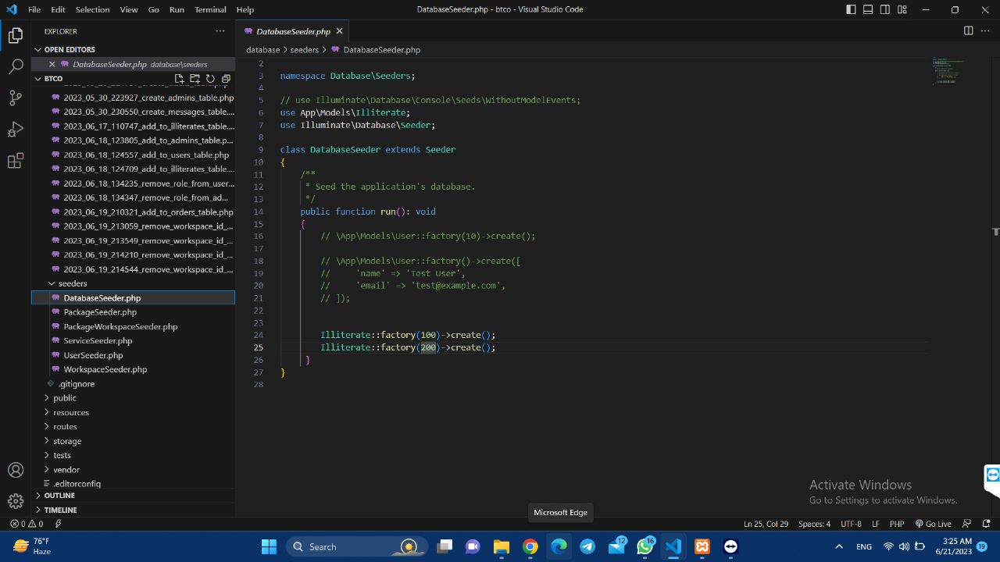 File Edit Selection View Go Run Terminal Help
DatabaseSeeder.php - btco - Visual Studio Code
EXPLORER
OPEN EDITORS
DatabaseSeeder.php database\seeders
BTCO
2023_05_30_223927_create_admins_table.php
2023_05_30_230550_create_messages_table....
2023_06_17_110747_add_to_illiterates_table....
2023_06_18_123805_add_to_admins_table.p...
2023_06_18_124557_add_to_users_table.php
2023_06_18_124709_add_to_illiterates_table....
2023_06_18_134235_remove_role_from_user...
2023_06_18_134347_remove_role_from_ad...
2023_06_19_210321_add_to_orders_table.php
2023_06_19_213059_remove_workspace_id_...
2023_06_19_213549_remove_workspace_id_...
2023_06_19_214210_remove_workspace_id_...
2023_06_19_214544_remove_workspace_id_...
seeders
DatabaseSeeder.php
PackageSeeder.php
PackageWorkspaceSeeder.php
ServiceSeeder.php
UserSeeder.php
WorkspaceSeeder.php
.gitignore
public
resources
routes
storage
tests
vendor
.editorconfig
OUTLINE
TIMELINE
DatabaseSeeder.php
database > seeders > DatabaseSeeder.php
2
3 namespace Database\Seeders;
4
5 // use Illuminate\Database\Console\Seeds\WithoutModelEvents;
6 use App\Models\Illiterate;
7 use Illuminate\Database\Seeder;
8
9 class DatabaseSeeder extends Seeder
10 {
11 /**
12 * Seed the application's database.
13 */
14 public function run(): void
15 {
16 // \App\Models\User::factory(10)->create();
17
18 // \App\Models\User::factory()->create([
19 // 'name' => 'Test User',
20 // 'email' => 'test@example.com',
21 // ]);
22
23
24 Illiterate::factory(100)->create();
25 Illiterate::factory(200)->create();
26 }
27 }
28
Activate Windows
Go to Settings to activate Windows.
Microsoft Edge
0 0
Ln 25, Col 29 Spaces: 4 UTF-8 LF PHP Go Live
76°F
Haze
Search
12
16
ENG
3:25 AM
6/21/2023
19